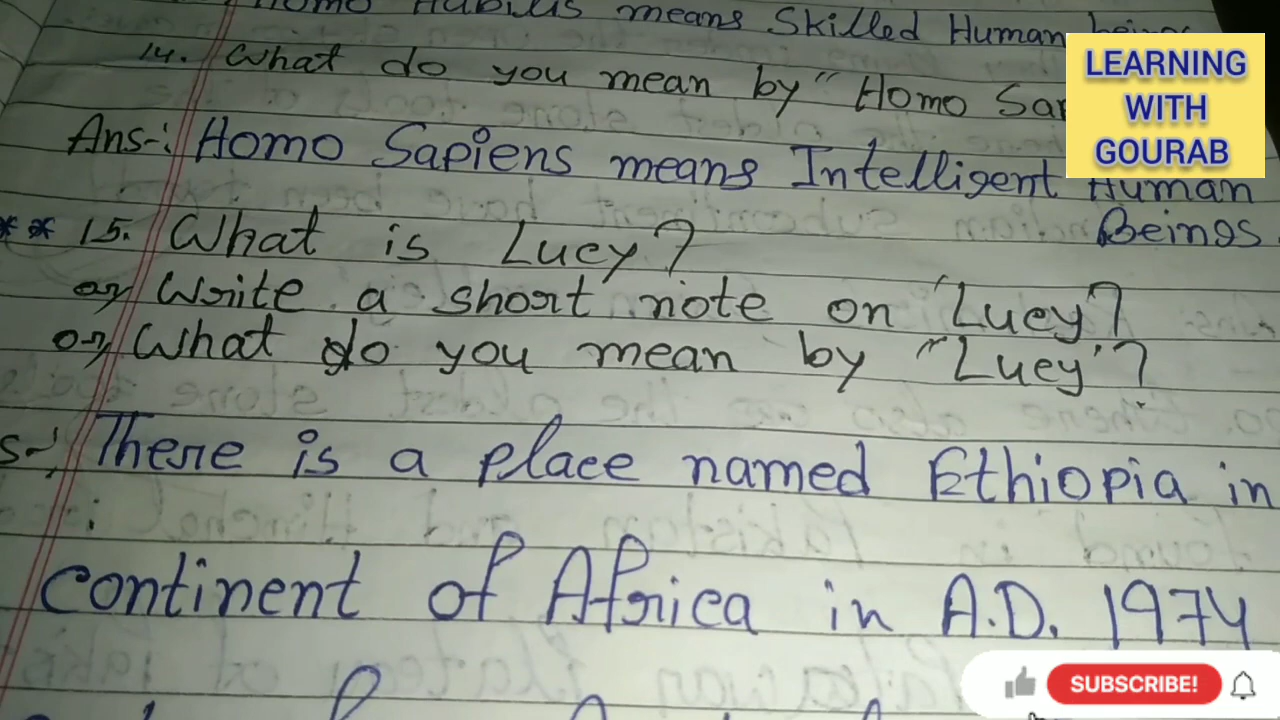 Homo Habilis means Skilled Human beings
14. What do you mean by "Homo Sap
Ans-: Homo Sapiens means Intelligent Human
Beings.
** 15. What is Lucy?
or, Write a short note on "Lucy?
or, What do you mean by "Lucy"?
S-, There is a place named Ethiopia in
continent of Africa in A.D. 1974
LEARNING
WITH
GOURAB
SUBSCRIBE!